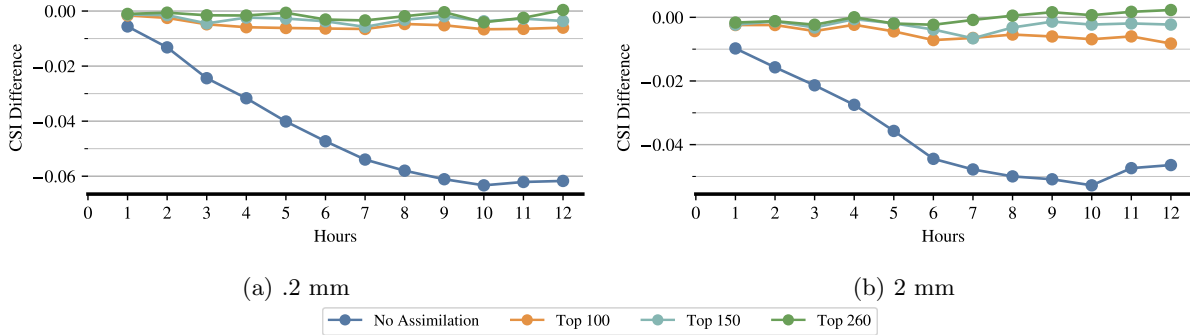 0.00
−0.02
−0.04
−0.06
CSI Difference
0 1 2 3 4 5 6 7 8 9 10 11 12
Hours
(a) .2 mm
0.00
−0.02
−0.04
CSI Difference
0 1 2 3 4 5 6 7 8 9 10 11 12
Hours
(b) 2 mm
No Assimilation Top 100 Top 150 Top 260